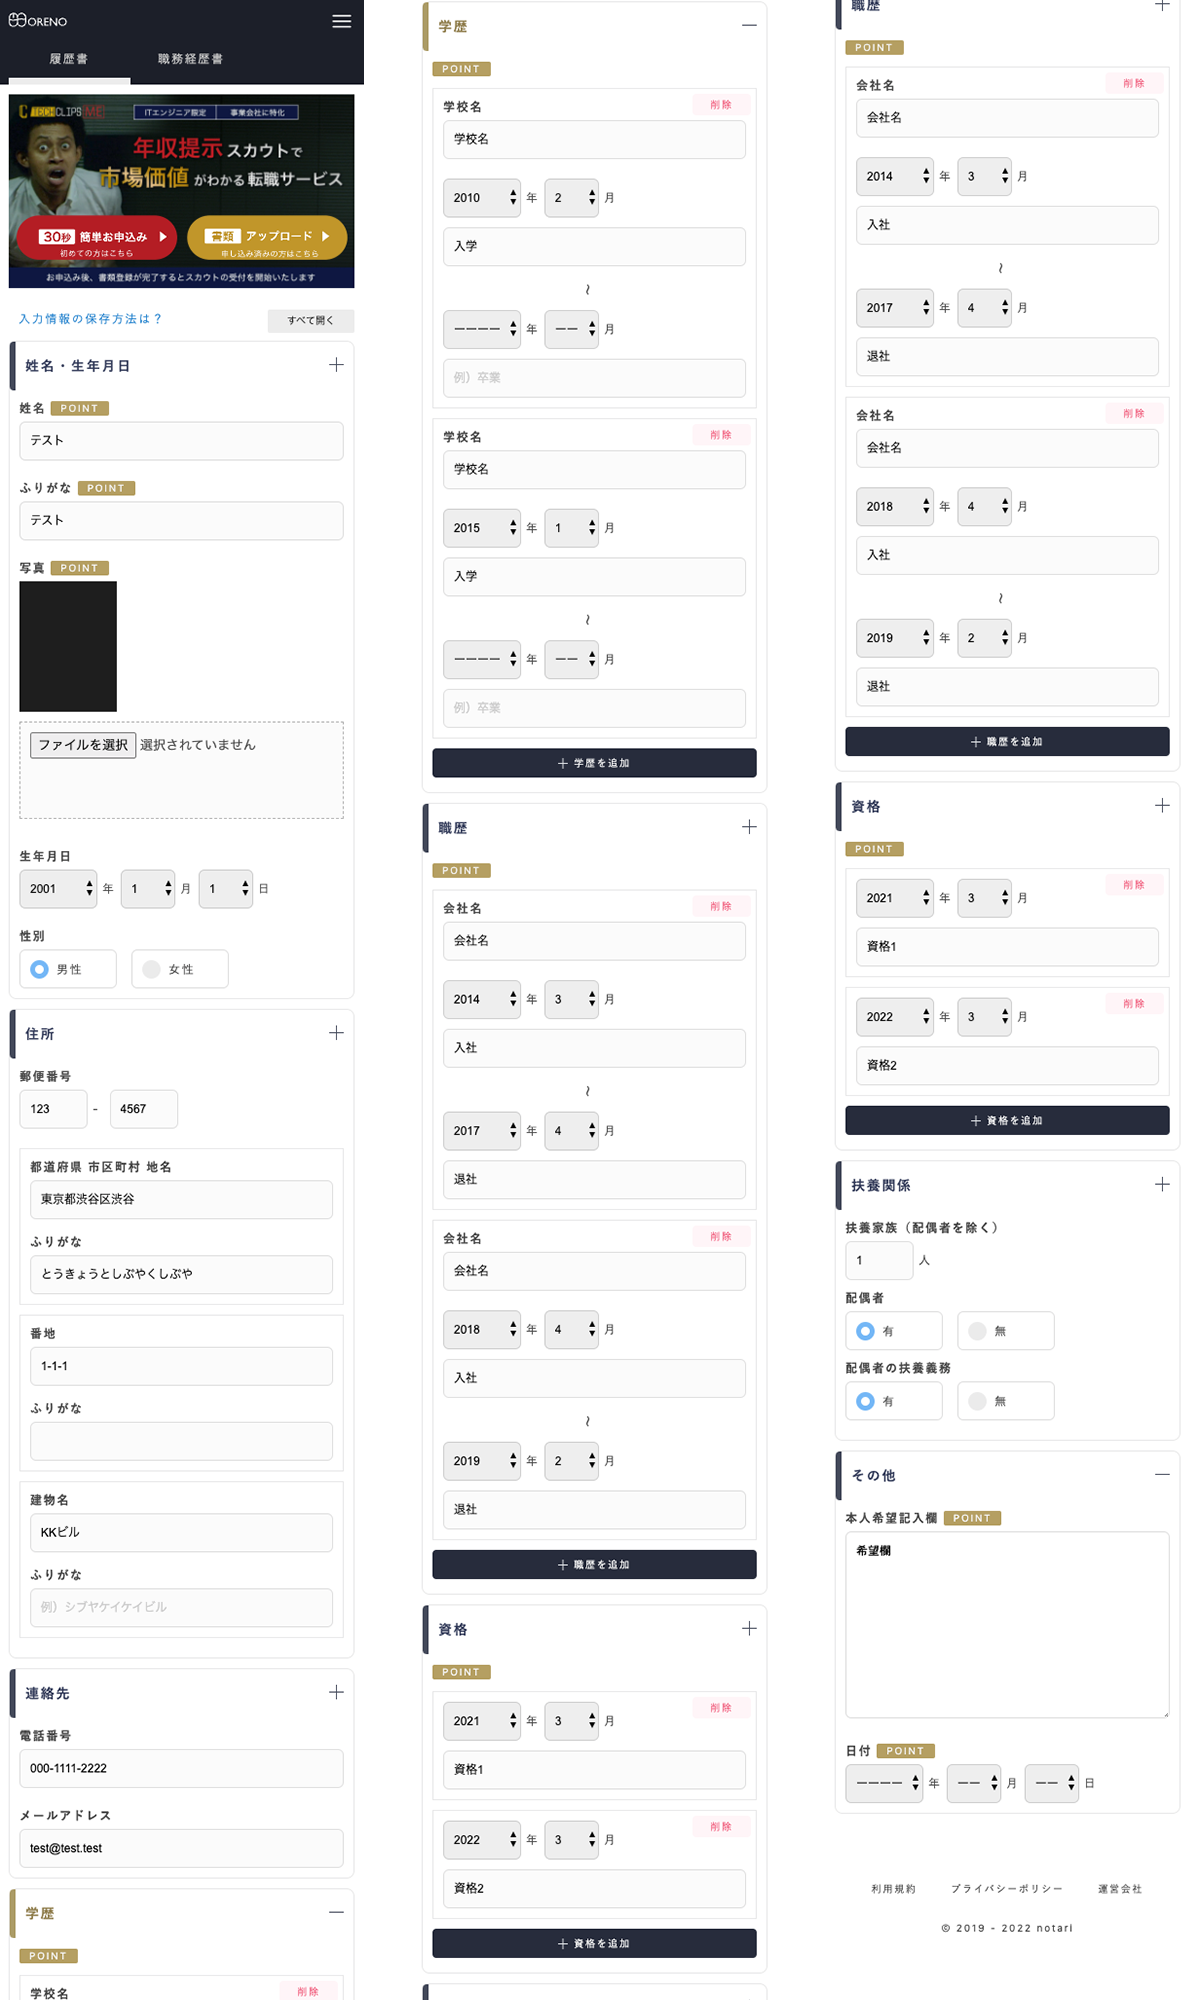 ORENO
履歴書
職務経歴書
TECHCLIPS ME
ITエンジニア限定
事業会社に特化
年収提示 スカウトで
市場価値 がわかる 転職サービス
30秒 簡単お申込み
初めての方はこちら
書類 アップロード
申し込み済みの方はこちら
お申込み後、書類登録が完了するとスカウトの受付を開始いたします
入力情報の保存方法は？
すべて開く
姓名・生年月日
姓名 POINT
テスト
ふりがな POINT
テスト
写真 POINT
ファイルを選択 選択されていません
生年月日
2001 年 1 月 1 日
性別
男性
女性
住所
郵便番号
123 - 4567
都道府県 市区町村 地名
東京都渋谷区渋谷
ふりがな
とうきょうとしぶやくしぶや
番地
1-1-1
ふりがな
建物名
KKビル
ふりがな
例）シブヤケイケイビル
連絡先
電話番号
000-1111-2222
メールアドレス
test@test.test
学歴
POINT
学校名 削除
学歴
POINT
学校名 削除
学校名
2010 年 2 月
入学
~
---- 年 -- 月
例）卒業
学校名 削除
学校名
2015 年 1 月
入学
~
---- 年 -- 月
例）卒業
＋ 学歴を追加
職歴
POINT
会社名 削除
会社名
2014 年 3 月
入社
~
2017 年 4 月
退社
会社名 削除
会社名
2018 年 4 月
入社
~
2019 年 2 月
退社
＋ 職歴を追加
資格
POINT
削除
2021 年 3 月
資格1
削除
2022 年 3 月
資格2
＋ 資格を追加
職歴
POINT
会社名 削除
会社名
2014 年 3 月
入社
~
2017 年 4 月
退社
会社名 削除
会社名
2018 年 4 月
入社
~
2019 年 2 月
退社
＋ 職歴を追加
資格
POINT
削除
2021 年 3 月
資格1
削除
2022 年 3 月
資格2
＋ 資格を追加
扶養関係
扶養家族（配偶者を除く）
1 人
配偶者
有
無
配偶者の扶養義務
有
無
その他
本人希望記入欄 POINT
希望欄
日付 POINT
---- 年 -- 月 -- 日
利用規約
プライバシーポリシー
運営会社
© 2019 - 2022 notari